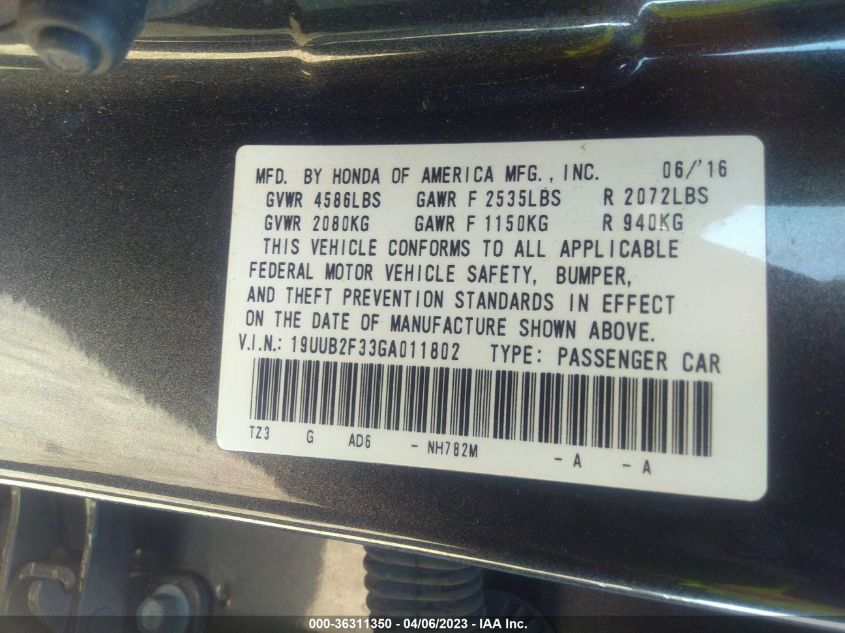 MFD. BY HONDA OF AMERICA MFG., INC. 06/'16
GVWR 4586LBS GAWR F 2535LBS R 2072LBS
GVWR 2080KG GAWR F 1150KG R 940KG
THIS VEHICLE CONFORMS TO ALL APPLICABLE
FEDERAL MOTOR VEHICLE SAFETY, BUMPER,
AND THEFT PREVENTION STANDARDS IN EFFECT
ON THE DATE OF MANUFACTURE SHOWN ABOVE.
V.I.N.: 19UUB2F33GA011802 TYPE: PASSENGER CAR
TZ3 G AD6 - NH782M - A - A
000-36311350 - 04/06/2023 - IAA Inc.